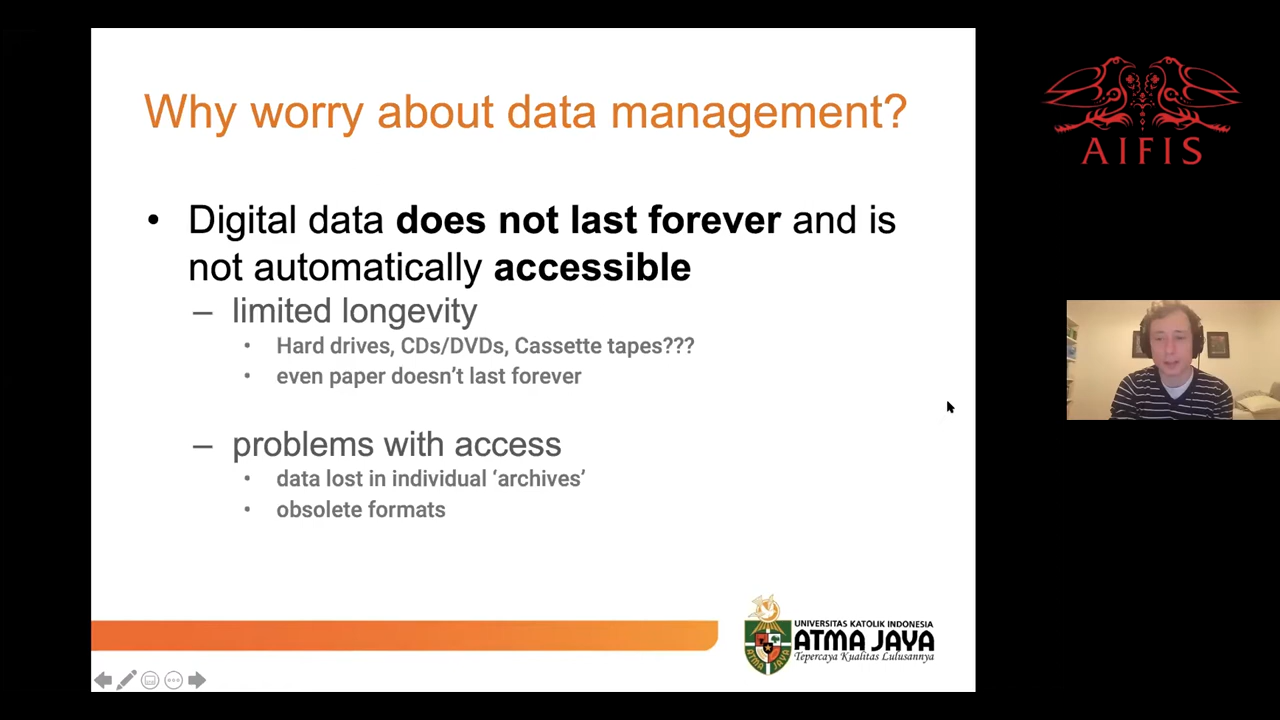 Why worry about data management?
• Digital data does not last forever and is
not automatically accessible
– limited longevity
• Hard drives, CDs/DVDs, Cassette tapes???
• even paper doesn’t last forever
– problems with access
• data lost in individual ‘archives’
• obsolete formats
UNIVERSITAS KATOLIK INDONESIA
ATMA JAYA
Tepercaya Kualitas Lulusannya
ATMA JAYA
AIFIS